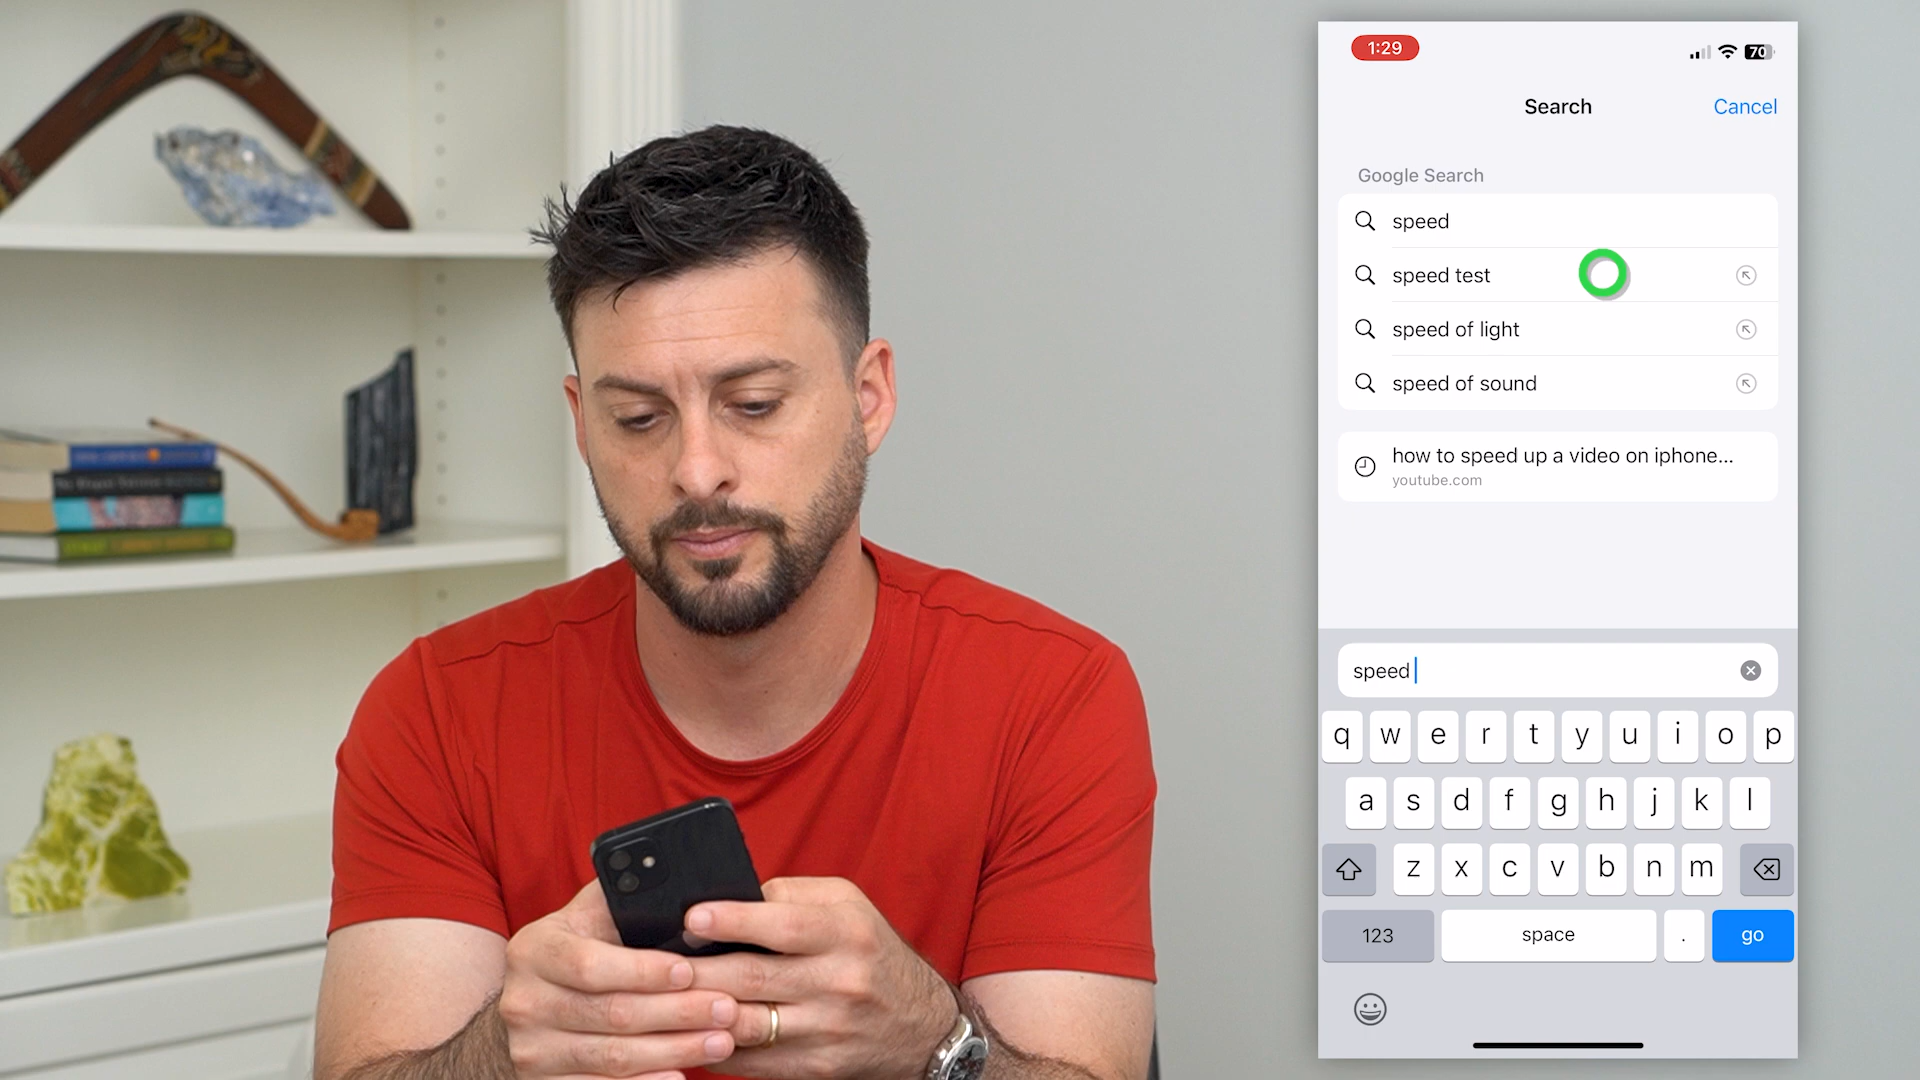 1:29
70
Search
Cancel
Google Search
speed
speed test
speed of light
speed of sound
how to speed up a video on iphone...
youtube.com
speed
q w e r t y u i o p
a s d f g h j k l
z x c v b n m
123
space
.
go